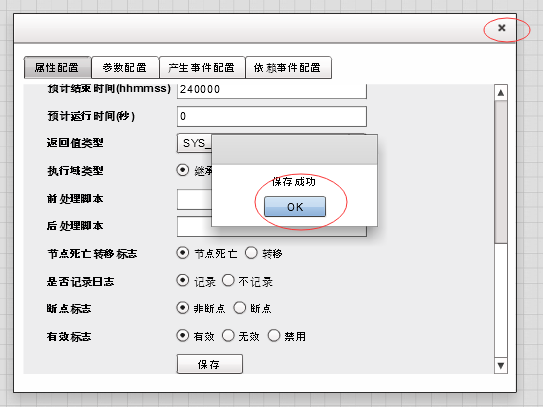 ×
属性配置 参数配置 产生事件配置 依赖事件配置
预计结束时间(hhmmss) 240000
预计运行时间(秒) 0
返回值类型 SYS_
保存成功
执行域类型 继承
前处理脚本
OK
后处理脚本
节点死亡转移标志 节点死亡 转移
是否记录日志 记录 不记录
断点标志 非断点 断点
有效标志 有效 无效 禁用
保存